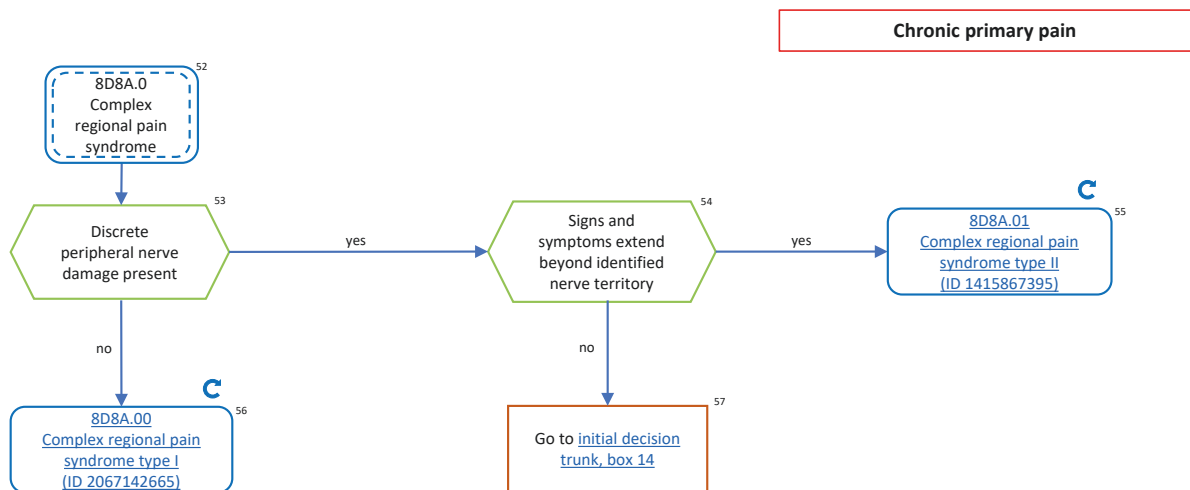 Chronic primary pain
52
8D8A.0
Complex
regional pain
syndrome
53
Discrete
peripheral nerve
damage present
yes
54
Signs and
symptoms extend
beyond identified
nerve territory
yes
55
8D8A.01
Complex regional pain
syndrome type II
(ID 1415867395)
no
no
56
8D8A.00
Complex regional pain
syndrome type I
(ID 2067142665)
57
Go to initial decision
trunk, box 14